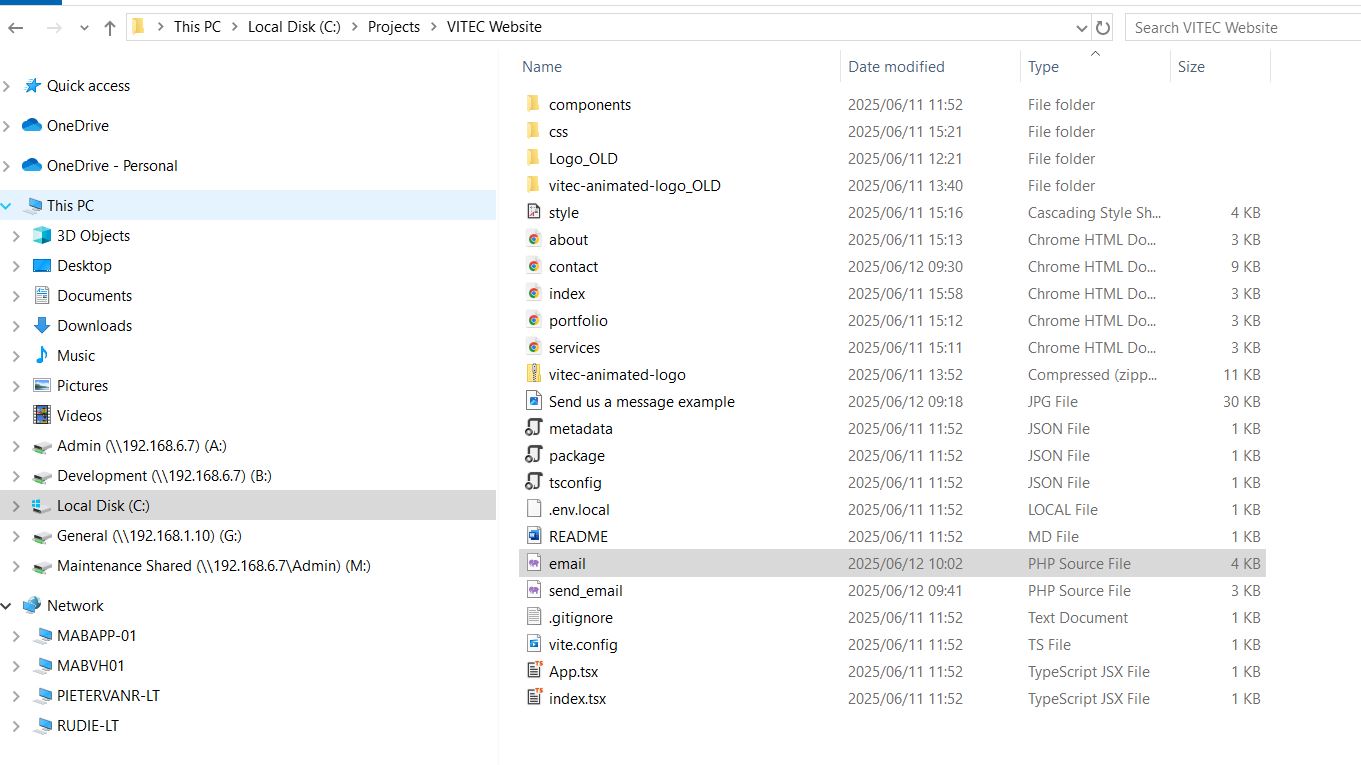 This PC > Local Disk (C:) > Projects > VITEC Website
Search VITEC Website
Quick access
OneDrive
OneDrive - Personal
This PC
3D Objects
Desktop
Documents
Downloads
Music
Pictures
Videos
Admin (\\192.168.6.7) (A:)
Development (\\192.168.6.7) (B:)
Local Disk (C:)
General (\\192.168.1.10) (G:)
Maintenance Shared (\\192.168.6.7\Admin) (M:)
Network
MABAPP-01
MABVH01
PIETERVANR-LT
RUDIE-LT
Name Date modified Type Size
components 2025/06/11 11:52 File folder
css 2025/06/11 15:21 File folder
Logo_OLD 2025/06/11 12:21 File folder
vitec-animated-logo_OLD 2025/06/11 13:40 File folder
style 2025/06/11 15:16 Cascading Style Sh... 4 KB
about 2025/06/11 15:13 Chrome HTML Do... 3 KB
contact 2025/06/12 09:30 Chrome HTML Do... 9 KB
index 2025/06/11 15:58 Chrome HTML Do... 3 KB
portfolio 2025/06/11 15:12 Chrome HTML Do... 3 KB
services 2025/06/11 15:11 Chrome HTML Do... 3 KB
vitec-animated-logo 2025/06/11 13:52 Compressed (zipp... 11 KB
Send us a message example 2025/06/12 09:18 JPG File 30 KB
metadata 2025/06/11 11:52 JSON File 1 KB
package 2025/06/11 11:52 JSON File 1 KB
tsconfig 2025/06/11 11:52 JSON File 1 KB
.env.local 2025/06/11 11:52 LOCAL File 1 KB
README 2025/06/11 11:52 MD File 1 KB
email 2025/06/12 10:02 PHP Source File 4 KB
send_email 2025/06/12 09:41 PHP Source File 3 KB
.gitignore 2025/06/11 11:52 Text Document 1 KB
vite.config 2025/06/11 11:52 TS File 1 KB
App.tsx 2025/06/11 11:52 TypeScript JSX File 1 KB
index.tsx 2025/06/11 11:52 TypeScript JSX File 1 KB